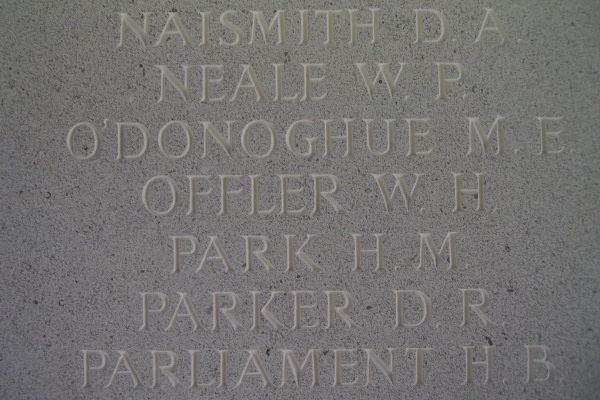 NAISMITH D. A.
NEALE W. P.
O'DONOGHUE M. E.
OFFLER W. H.
PARK H. M.
PARKER D. R.
PARLIAMENT H. B.